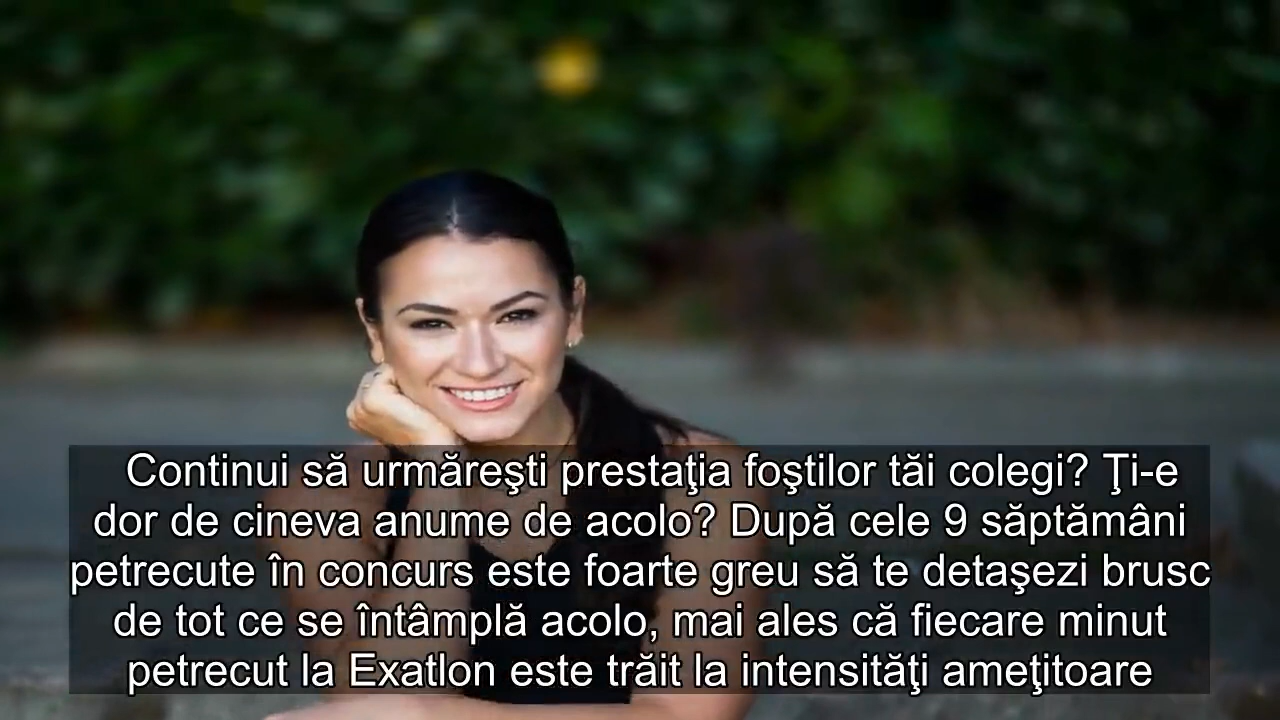 Continui să urmăreşti prestaţia foştilor tăi colegi? Ţi-e
dor de cineva anume de acolo? După cele 9 săptămâni
petrecute în concurs este foarte greu să te detaşezi brusc
de tot ce se întâmplă acolo, mai ales că fiecare minut
petrecut la Exatlon este trăit la intensităţi ameţitoare